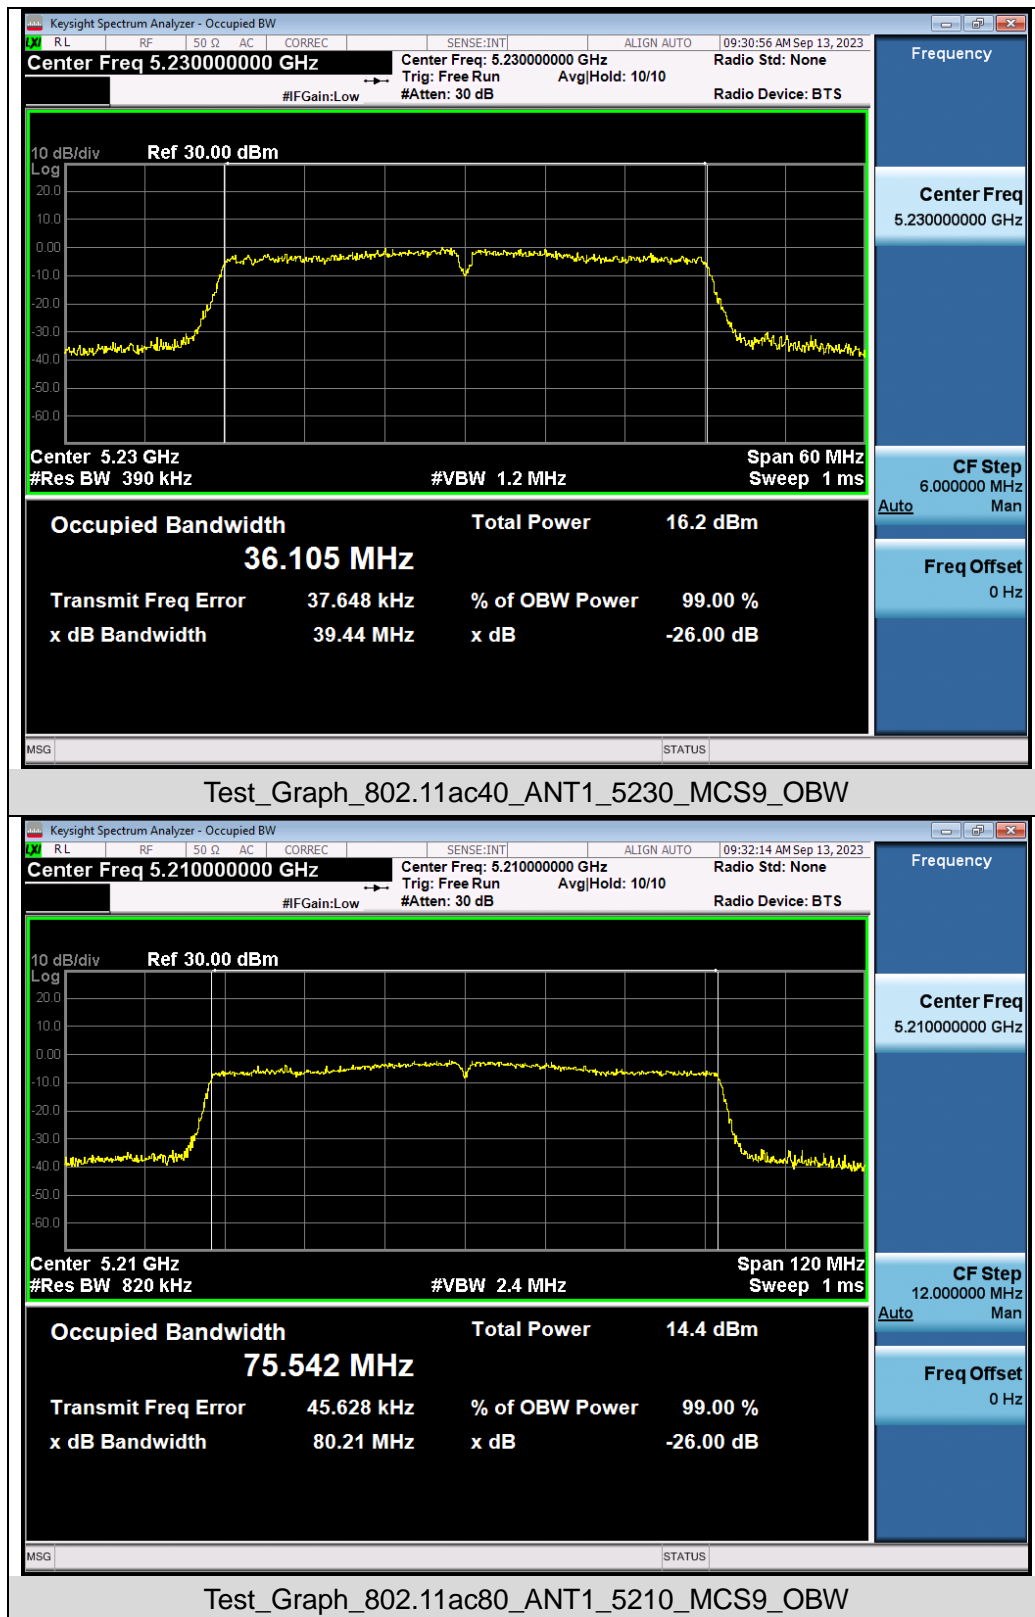 Keysight Spectrum Analyzer - Occupied BW
LXI RL RF 50 Ω AC CORREC SENSE:INT ALIGN AUTO 09:30:56 AM Sep 13, 2023
Center Freq 5.230000000 GHz
Center Freq: 5.230000000 GHz
Radio Std: None
Trig: Free Run Avg|Hold: 10/10
#IFGain:Low #Atten: 30 dB Radio Device: BTS
Frequency
10 dB/div Ref 30.00 dBm
Log
20.0
10.0
0.00
-10.0
-20.0
-30.0
-40.0
-50.0
-60.0
Center Freq
5.230000000 GHz
Center 5.23 GHz Span 60 MHz
#Res BW 390 kHz #VBW 1.2 MHz Sweep 1 ms
CF Step
6.000000 MHz
Auto Man
Freq Offset
0 Hz
Occupied Bandwidth Total Power 16.2 dBm
36.105 MHz
Transmit Freq Error 37.648 kHz % of OBW Power 99.00 %
x dB Bandwidth 39.44 MHz x dB -26.00 dB
MSG STATUS
Test_Graph_802.11ac40_ANT1_5230_MCS9_OBW
Keysight Spectrum Analyzer - Occupied BW
LXI RL RF 50 Ω AC CORREC SENSE:INT ALIGN AUTO 09:32:14 AM Sep 13, 2023
Center Freq 5.210000000 GHz
Center Freq: 5.210000000 GHz
Radio Std: None
Trig: Free Run Avg|Hold: 10/10
#IFGain:Low #Atten: 30 dB Radio Device: BTS
Frequency
10 dB/div Ref 30.00 dBm
Log
20.0
10.0
0.00
-10.0
-20.0
-30.0
-40.0
-50.0
-60.0
Center Freq
5.210000000 GHz
Center 5.21 GHz Span 120 MHz
#Res BW 820 kHz #VBW 2.4 MHz Sweep 1 ms
CF Step
12.000000 MHz
Auto Man
Freq Offset
0 Hz
Occupied Bandwidth Total Power 14.4 dBm
75.542 MHz
Transmit Freq Error 45.628 kHz % of OBW Power 99.00 %
x dB Bandwidth 80.21 MHz x dB -26.00 dB
MSG STATUS
Test_Graph_802.11ac80_ANT1_5210_MCS9_OBW